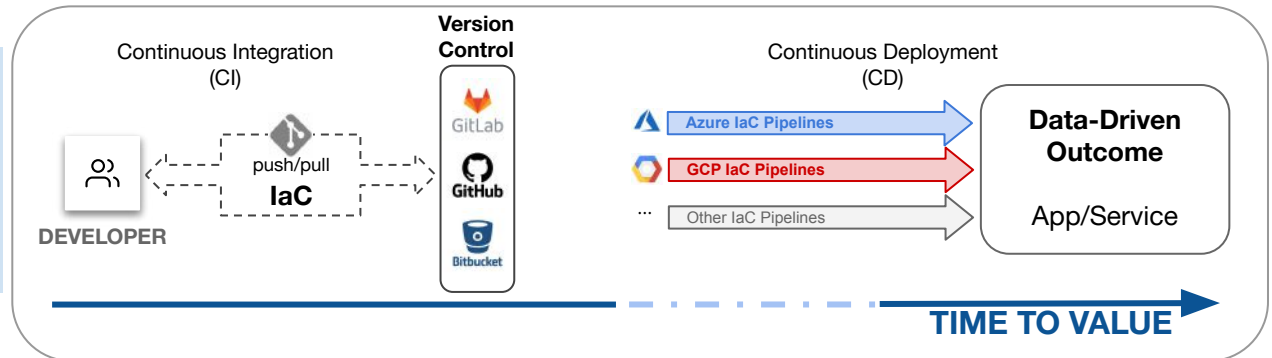 Continuous Integration
(CI)
Version
Control
Continuous Deployment
(CD)
push/pull
IaC
DEVELOPER
GitLab
GitHub
Bitbucket
Azure IaC Pipelines
GCP IaC Pipelines
...
Other IaC Pipelines
Data-Driven
Outcome
App/Service
TIME TO VALUE